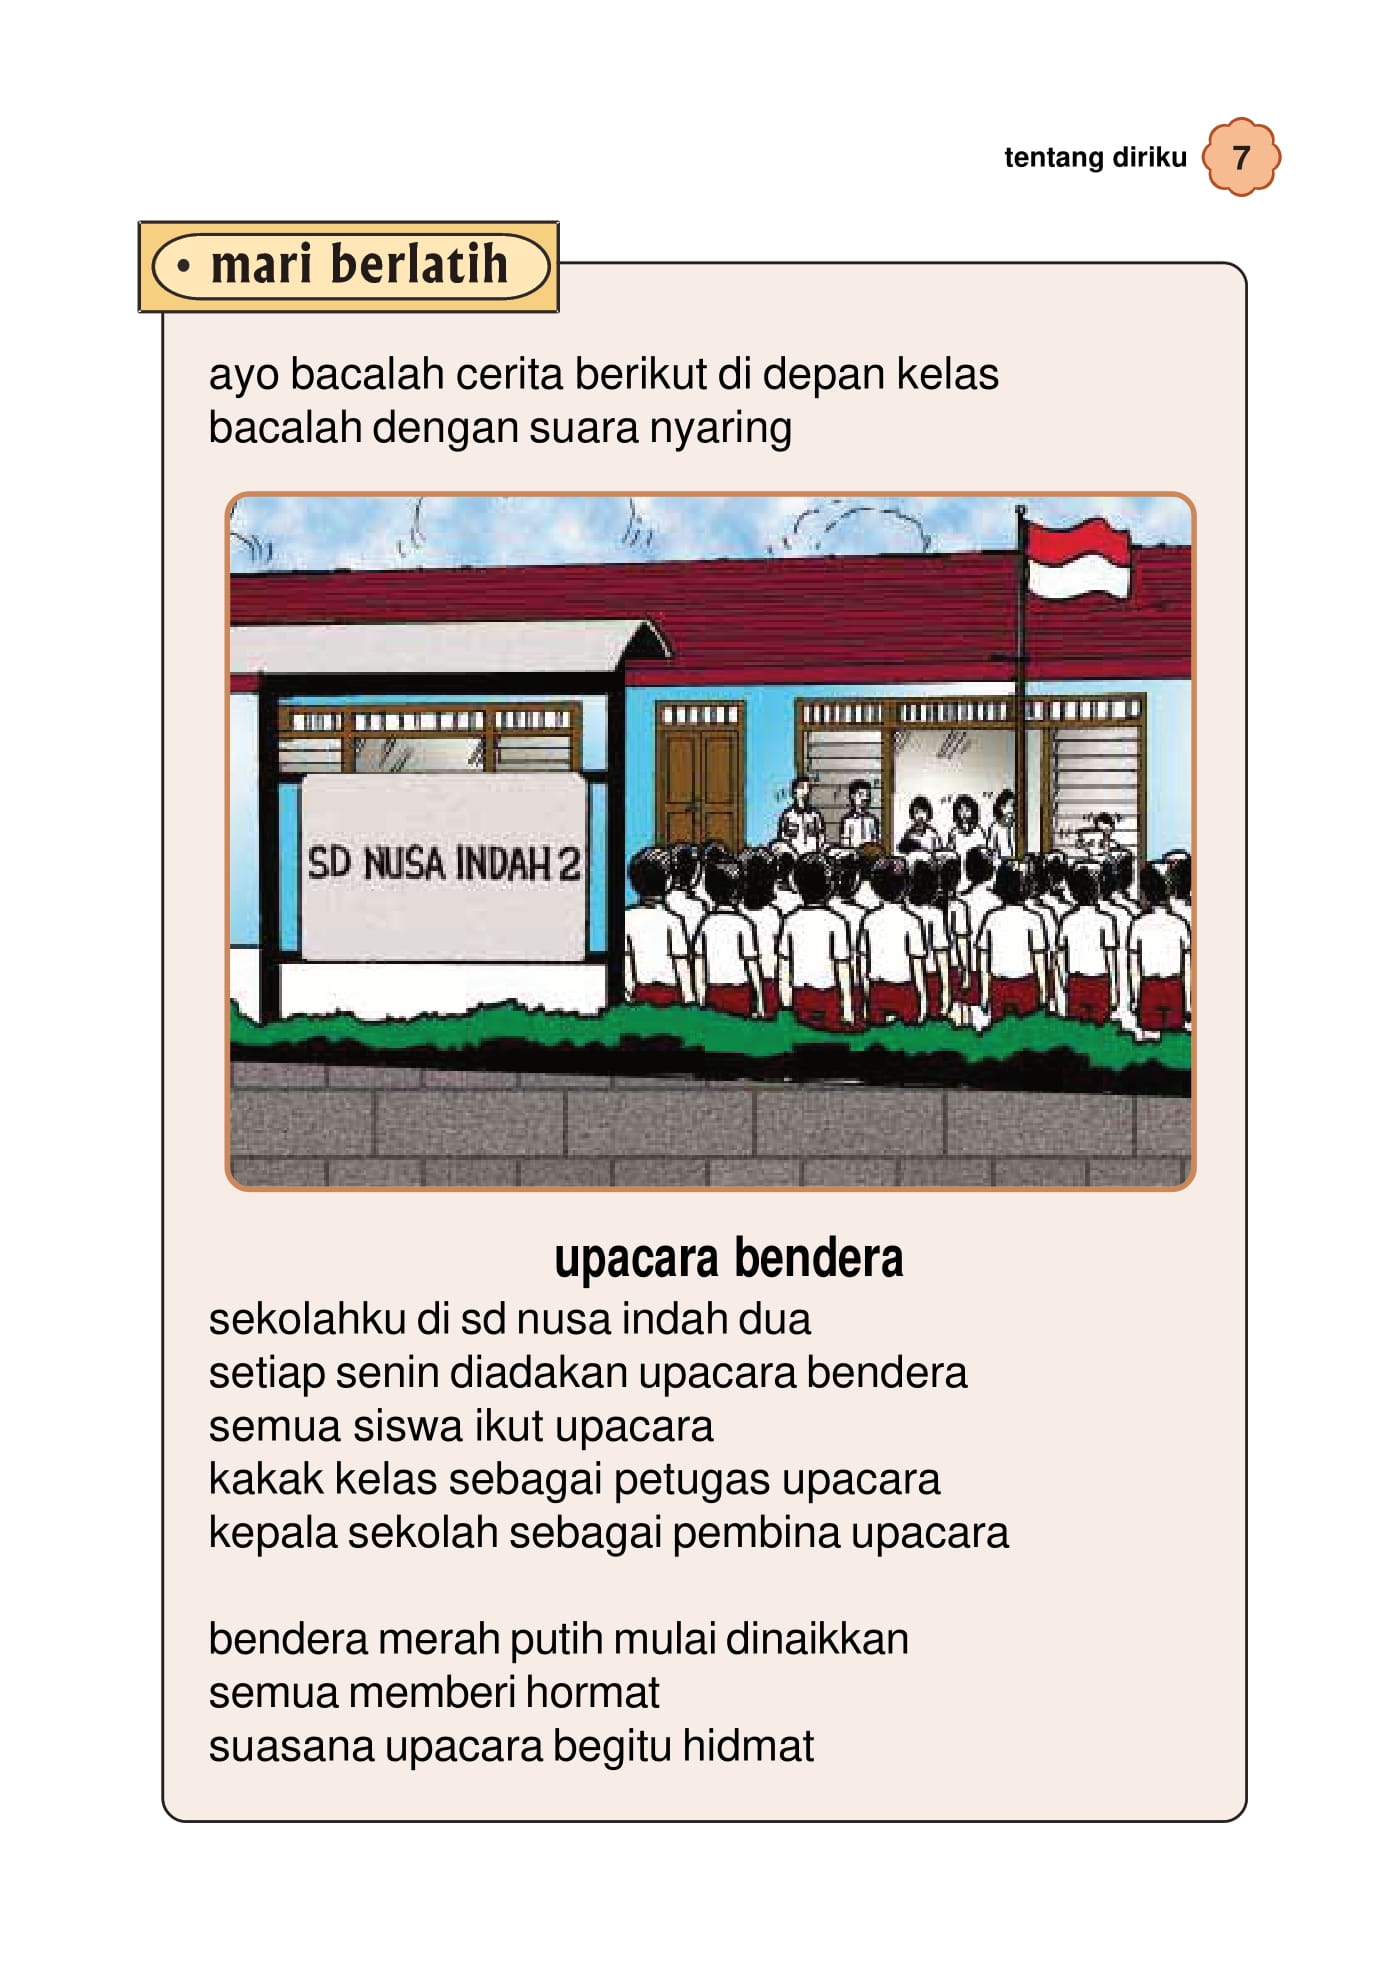 tentang diriku 7
• mari berlatih
ayo bacalah cerita berikut di depan kelas
bacalah dengan suara nyaring
SD NUSA INDAH 2
upacara bendera
sekolahku di sd nusa indah dua
setiap senin diadakan upacara bendera
semua siswa ikut upacara
kakak kelas sebagai petugas upacara
kepala sekolah sebagai pembina upacara
bendera merah putih mulai dinaikkan
semua memberi hormat
suasana upacara begitu hidmat